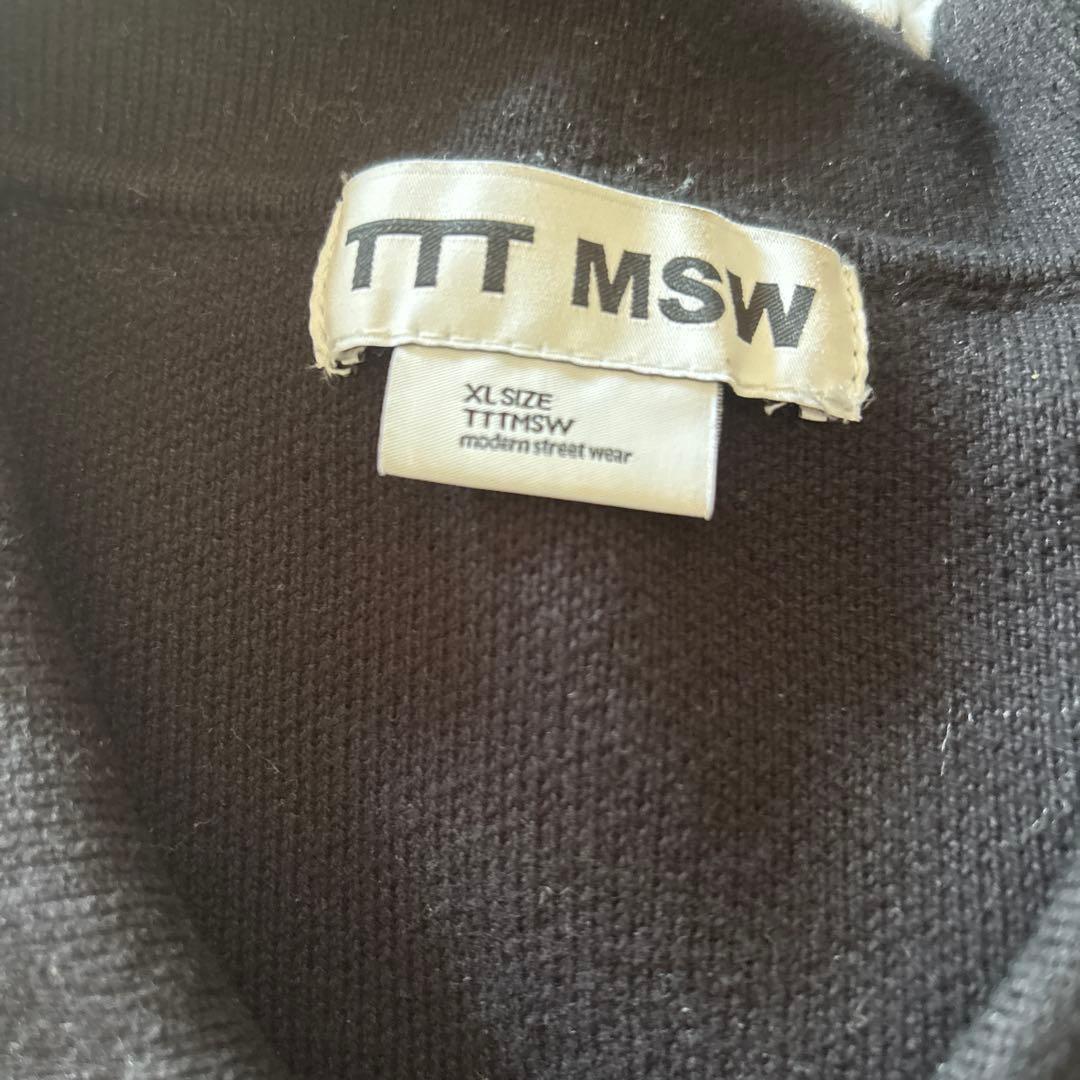 TTT MSW
XL SIZE
TTTMSW
modern street wear